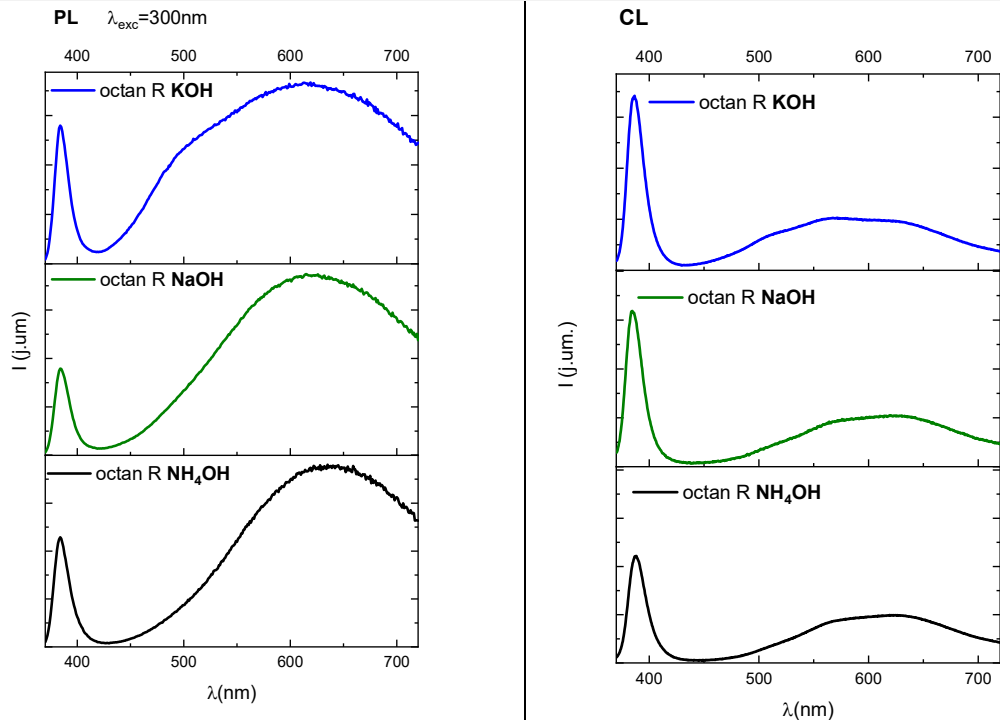 PL λexc=300nm
400 500 600 700
octan R KOH
octan R NaOH
octan R NH4OH
I (j.um)
400 500 600 700
λ(nm)
CL
400 500 600 700
octan R KOH
octan R NaOH
octan R NH4OH
I (j.um.)
400 500 600 700
λ(nm)